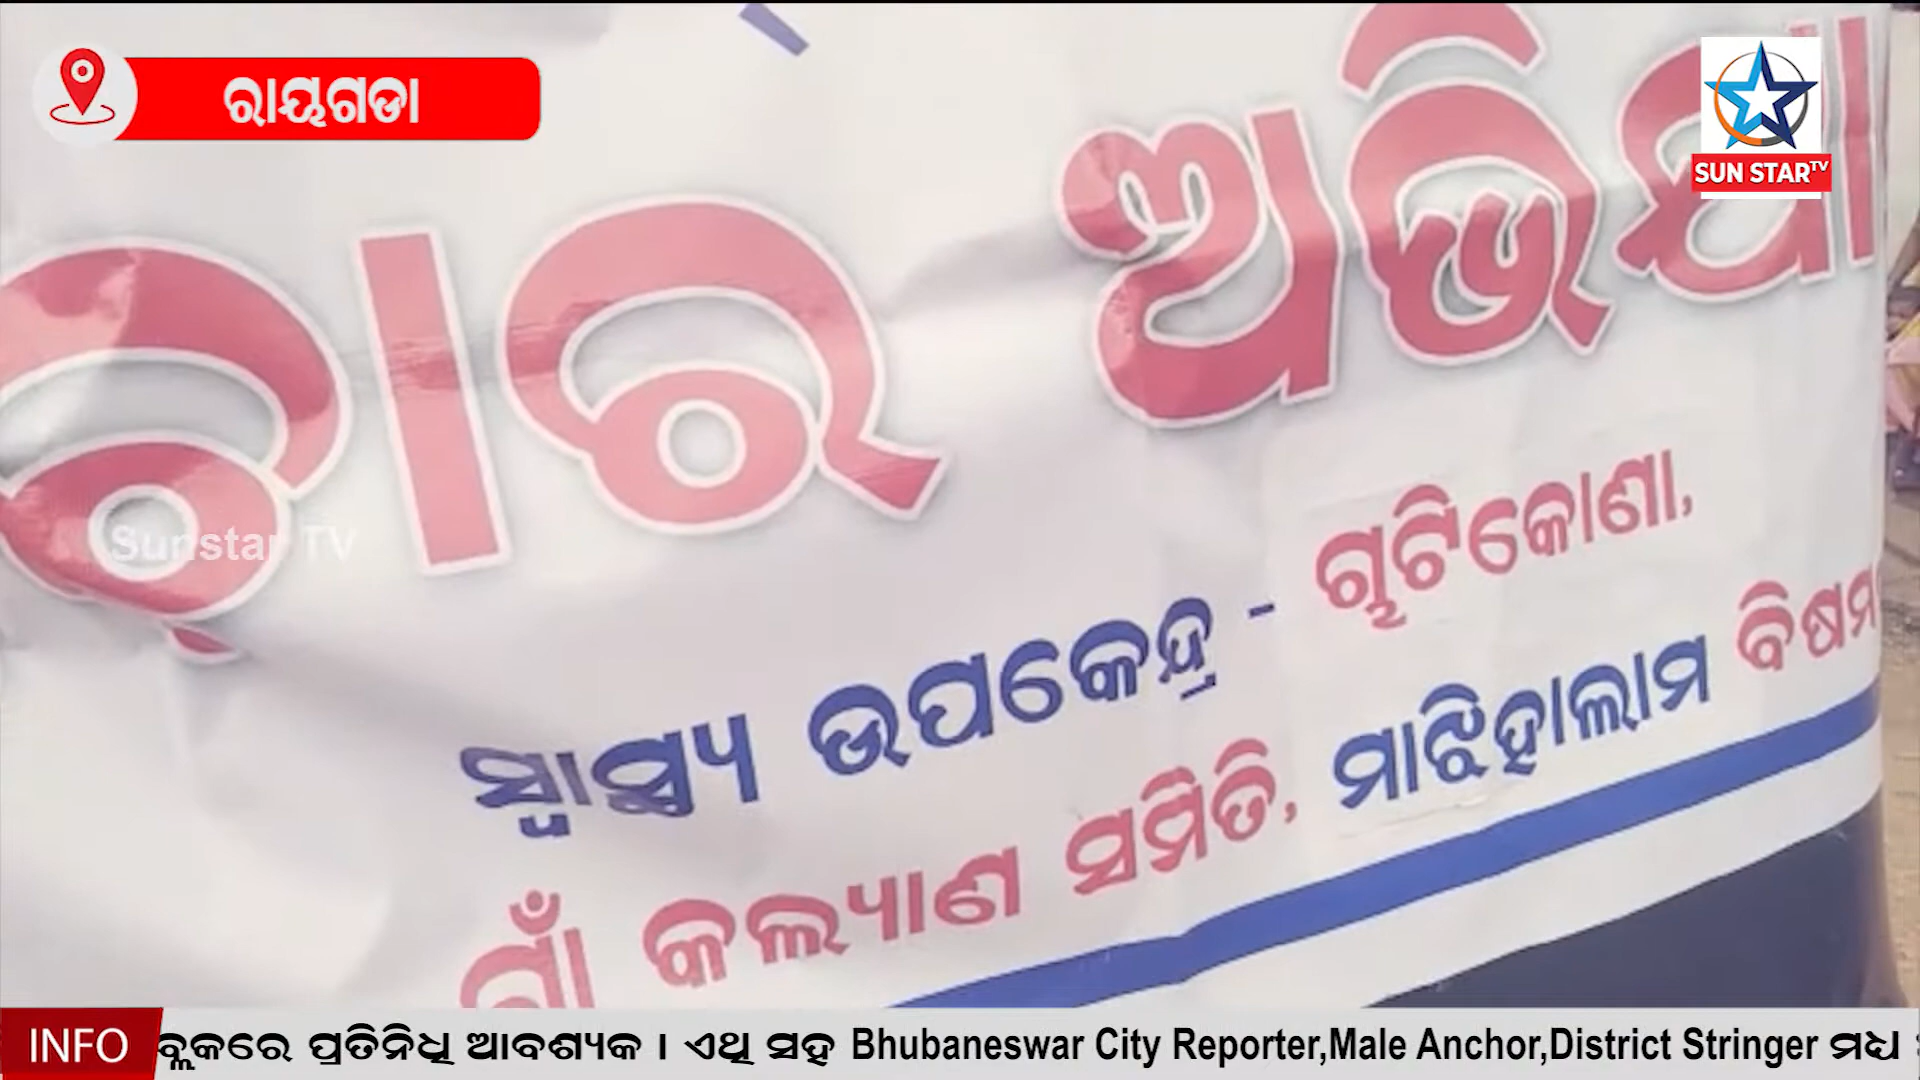 ରାୟଗଡା
SUN STAR TV
ଅଭିଯା
Sunstar TV
ସ୍ୱାସ୍ଥ୍ୟ ଉପକେନ୍ଦ୍ର - ଗୁଟିକୋଣା,
ଗାଁ କଲ୍ୟାଣ ସମିତି, ମାଝିହାଲାମ ବିଷମ
INFO ବ୍ଲକରେ ପ୍ରତିନିଧି ଆବଶ୍ୟକ । ଏଥି ସହ Bhubaneswar City Reporter,Male Anchor,District Stringer ମଧ୍ୟ